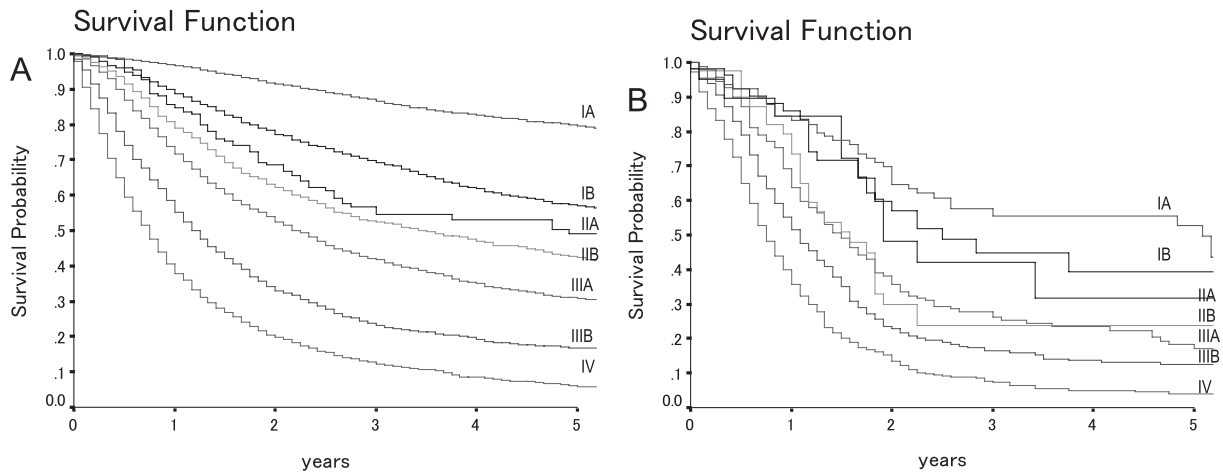 Survival Function
A
Survival Probability
1.0
.9
.8
.7
.6
.5
.4
.3
.2
.1
0.0
IA
IB
IIA
IIB
IIIA
IIIB
IV
0 1 2 3 4 5
years
Survival Function
B
Survival Probability
1.0
.9
.8
.7
.6
.5
.4
.3
.2
.1
0.0
IA
IB
IIA
IIB
IIIA
IIIB
IV
0 1 2 3 4 5
years